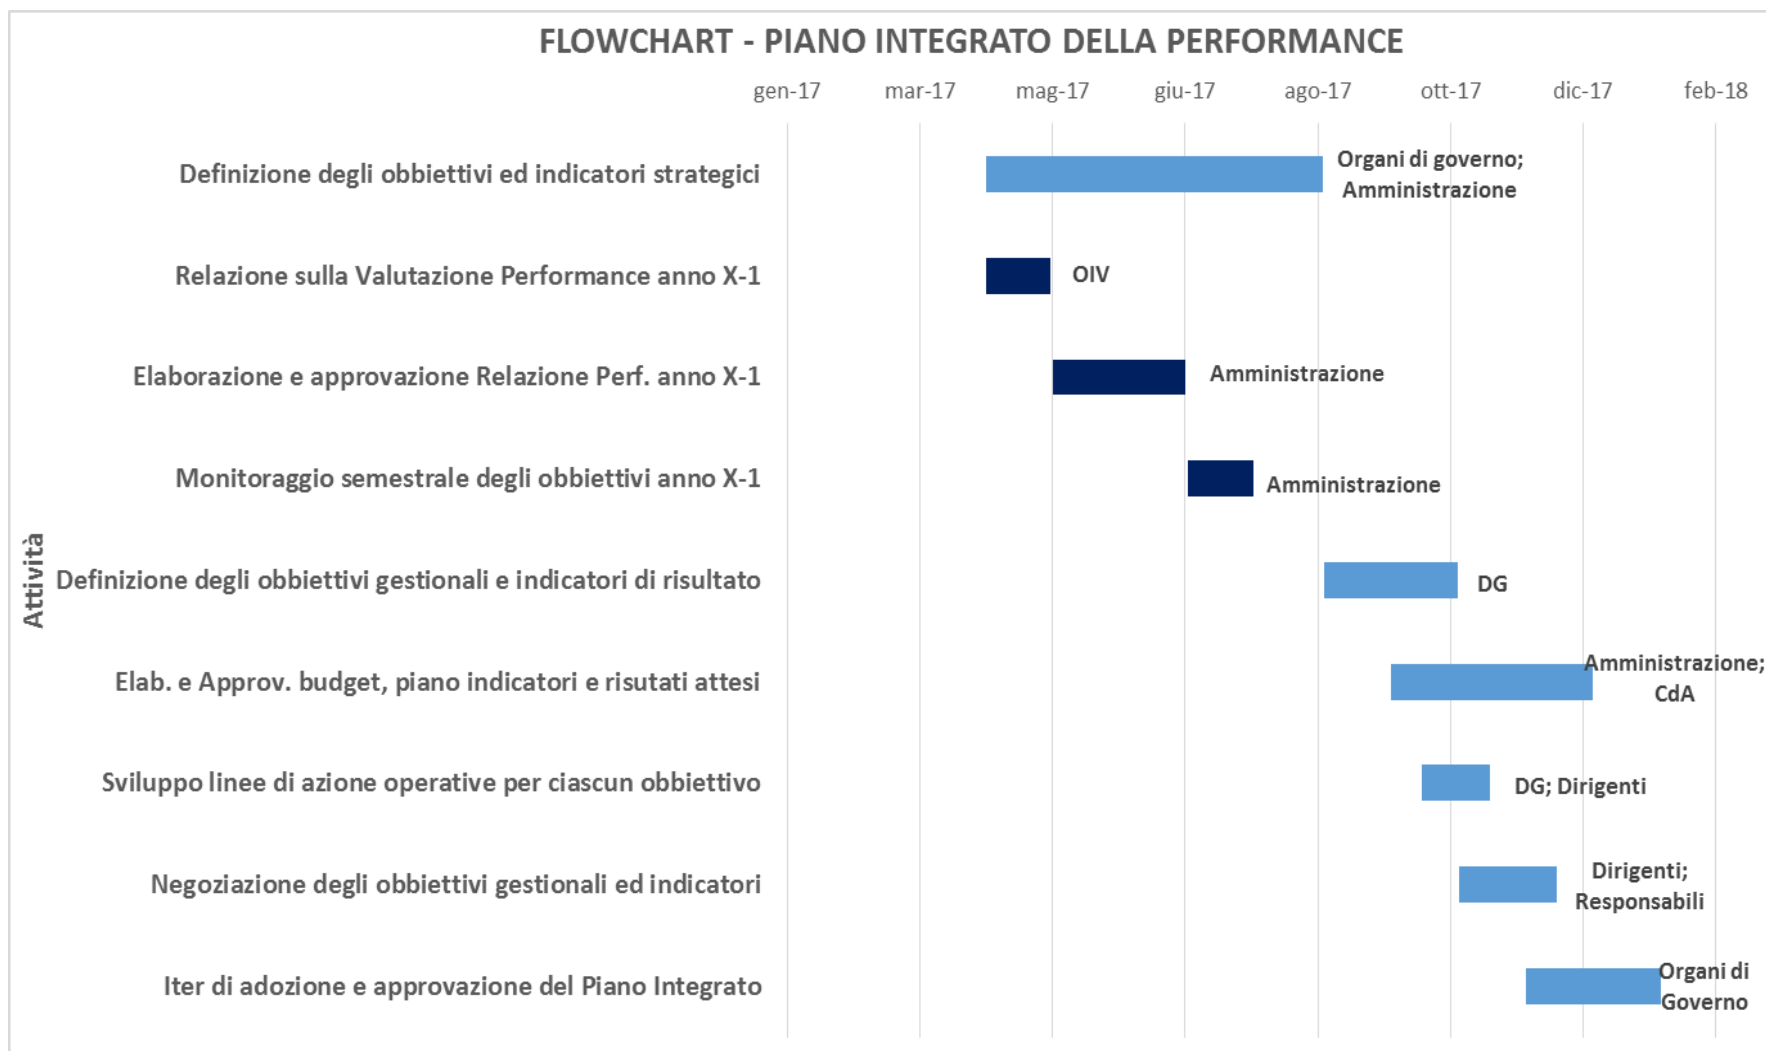 FLOWCHART - PIANO INTEGRATO DELLA PERFORMANCE
gen-17 mar-17 mag-17 giu-17 ago-17 ott-17 dic-17 feb-18
Attività
Definizione degli obbiettivi ed indicatori strategici
Organi di governo;
Amministrazione
Relazione sulla Valutazione Performance anno X-1
OIV
Elaborazione e approvazione Relazione Perf. anno X-1
Amministrazione
Monitoraggio semestrale degli obbiettivi anno X-1
Amministrazione
Definizione degli obbiettivi gestionali e indicatori di risultato
DG
Elab. e Approv. budget, piano indicatori e risutati attesi
Amministrazione;
CdA
Sviluppo linee di azione operative per ciascun obbiettivo
DG; Dirigenti
Negoziazione degli obbiettivi gestionali ed indicatori
Dirigenti;
Responsabili
Iter di adozione e approvazione del Piano Integrato
Organi di
Governo